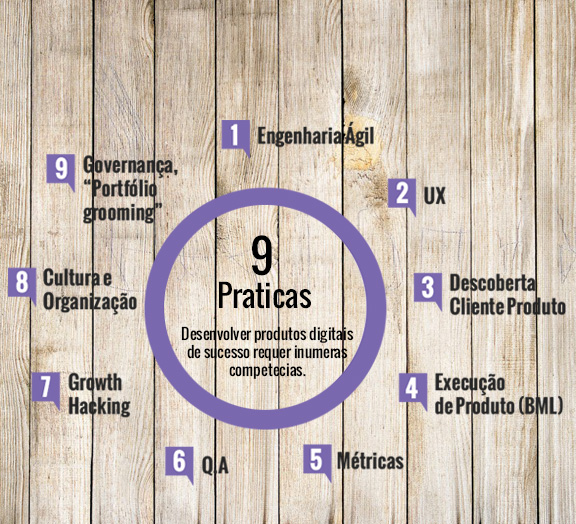 9
Praticas
Desenvolver produtos digitais
de sucesso requer inumeras
competecias.
1 Engenharia Ágil
2 UX
3 Descoberta
Cliente Produto
4 Execução
de Produto (BML)
5 Métricas
6 Q.A
7 Growth
Hacking
8 Cultura e
Organização
9 Governança,
“Portfólio
grooming”